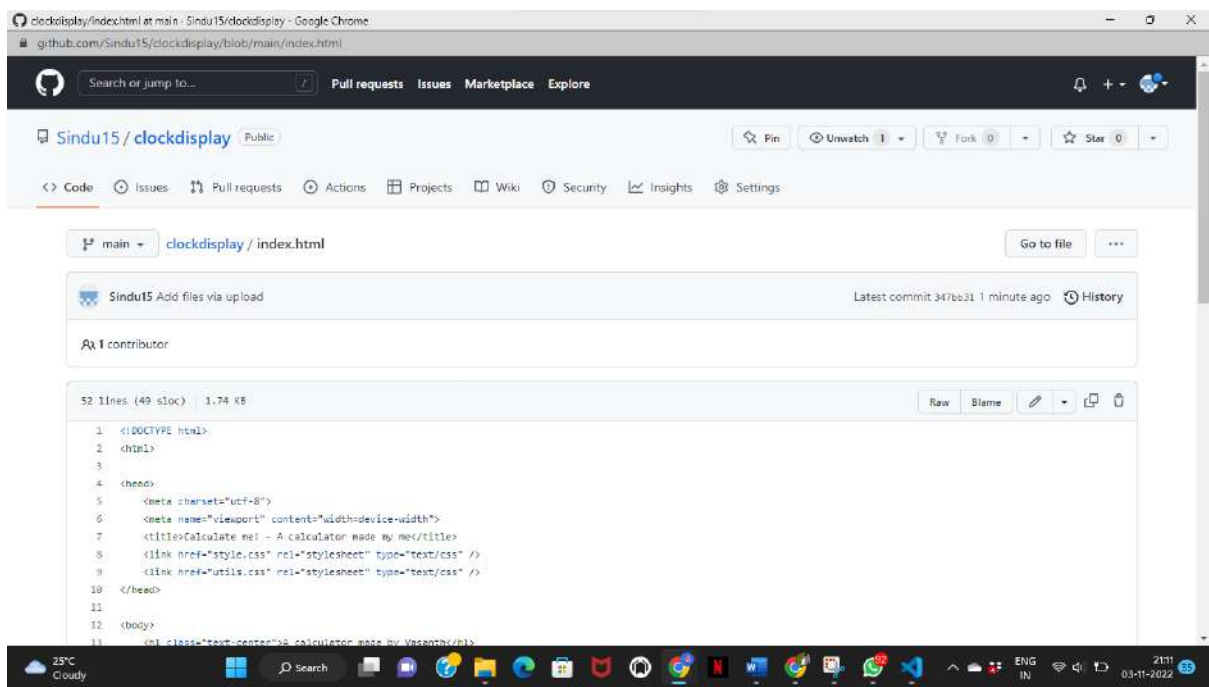 clockdisplay/index.html at main · Sindu15/clockdisplay - Google Chrome
github.com/Sindu15/clockdisplay/blob/main/index.html
Search or jump to... / Pull requests Issues Marketplace Explore
Sindu15 / clockdisplay Public Pin Unwatch 1 Fork 0 Star 0
<> Code Issues Pull requests Actions Projects Wiki Security Insights Settings
main clockdisplay / index.html Go to file ...
Sindu15 Add files via upload Latest commit 347bb31 1 minute ago History
1 contributor
52 lines (49 sloc) 1.74 KB Raw Blame
1 <!DOCTYPE html>
2 <html>
3
4 <head>
5 <meta charset="utf-8">
6 <meta name="viewport" content="width=device-width">
7 <title>Calculate me! - A calculator made my me</title>
8 <link href="style.css" rel="stylesheet" type="text/css" />
9 <link href="utils.css" rel="stylesheet" type="text/css" />
10 </head>
11
12 <body>
13 <h1 class="text-center">A calculator made by Vasanth</h1>
25°C
Cloudy
Search
ENG
IN
21:11
03-11-2022